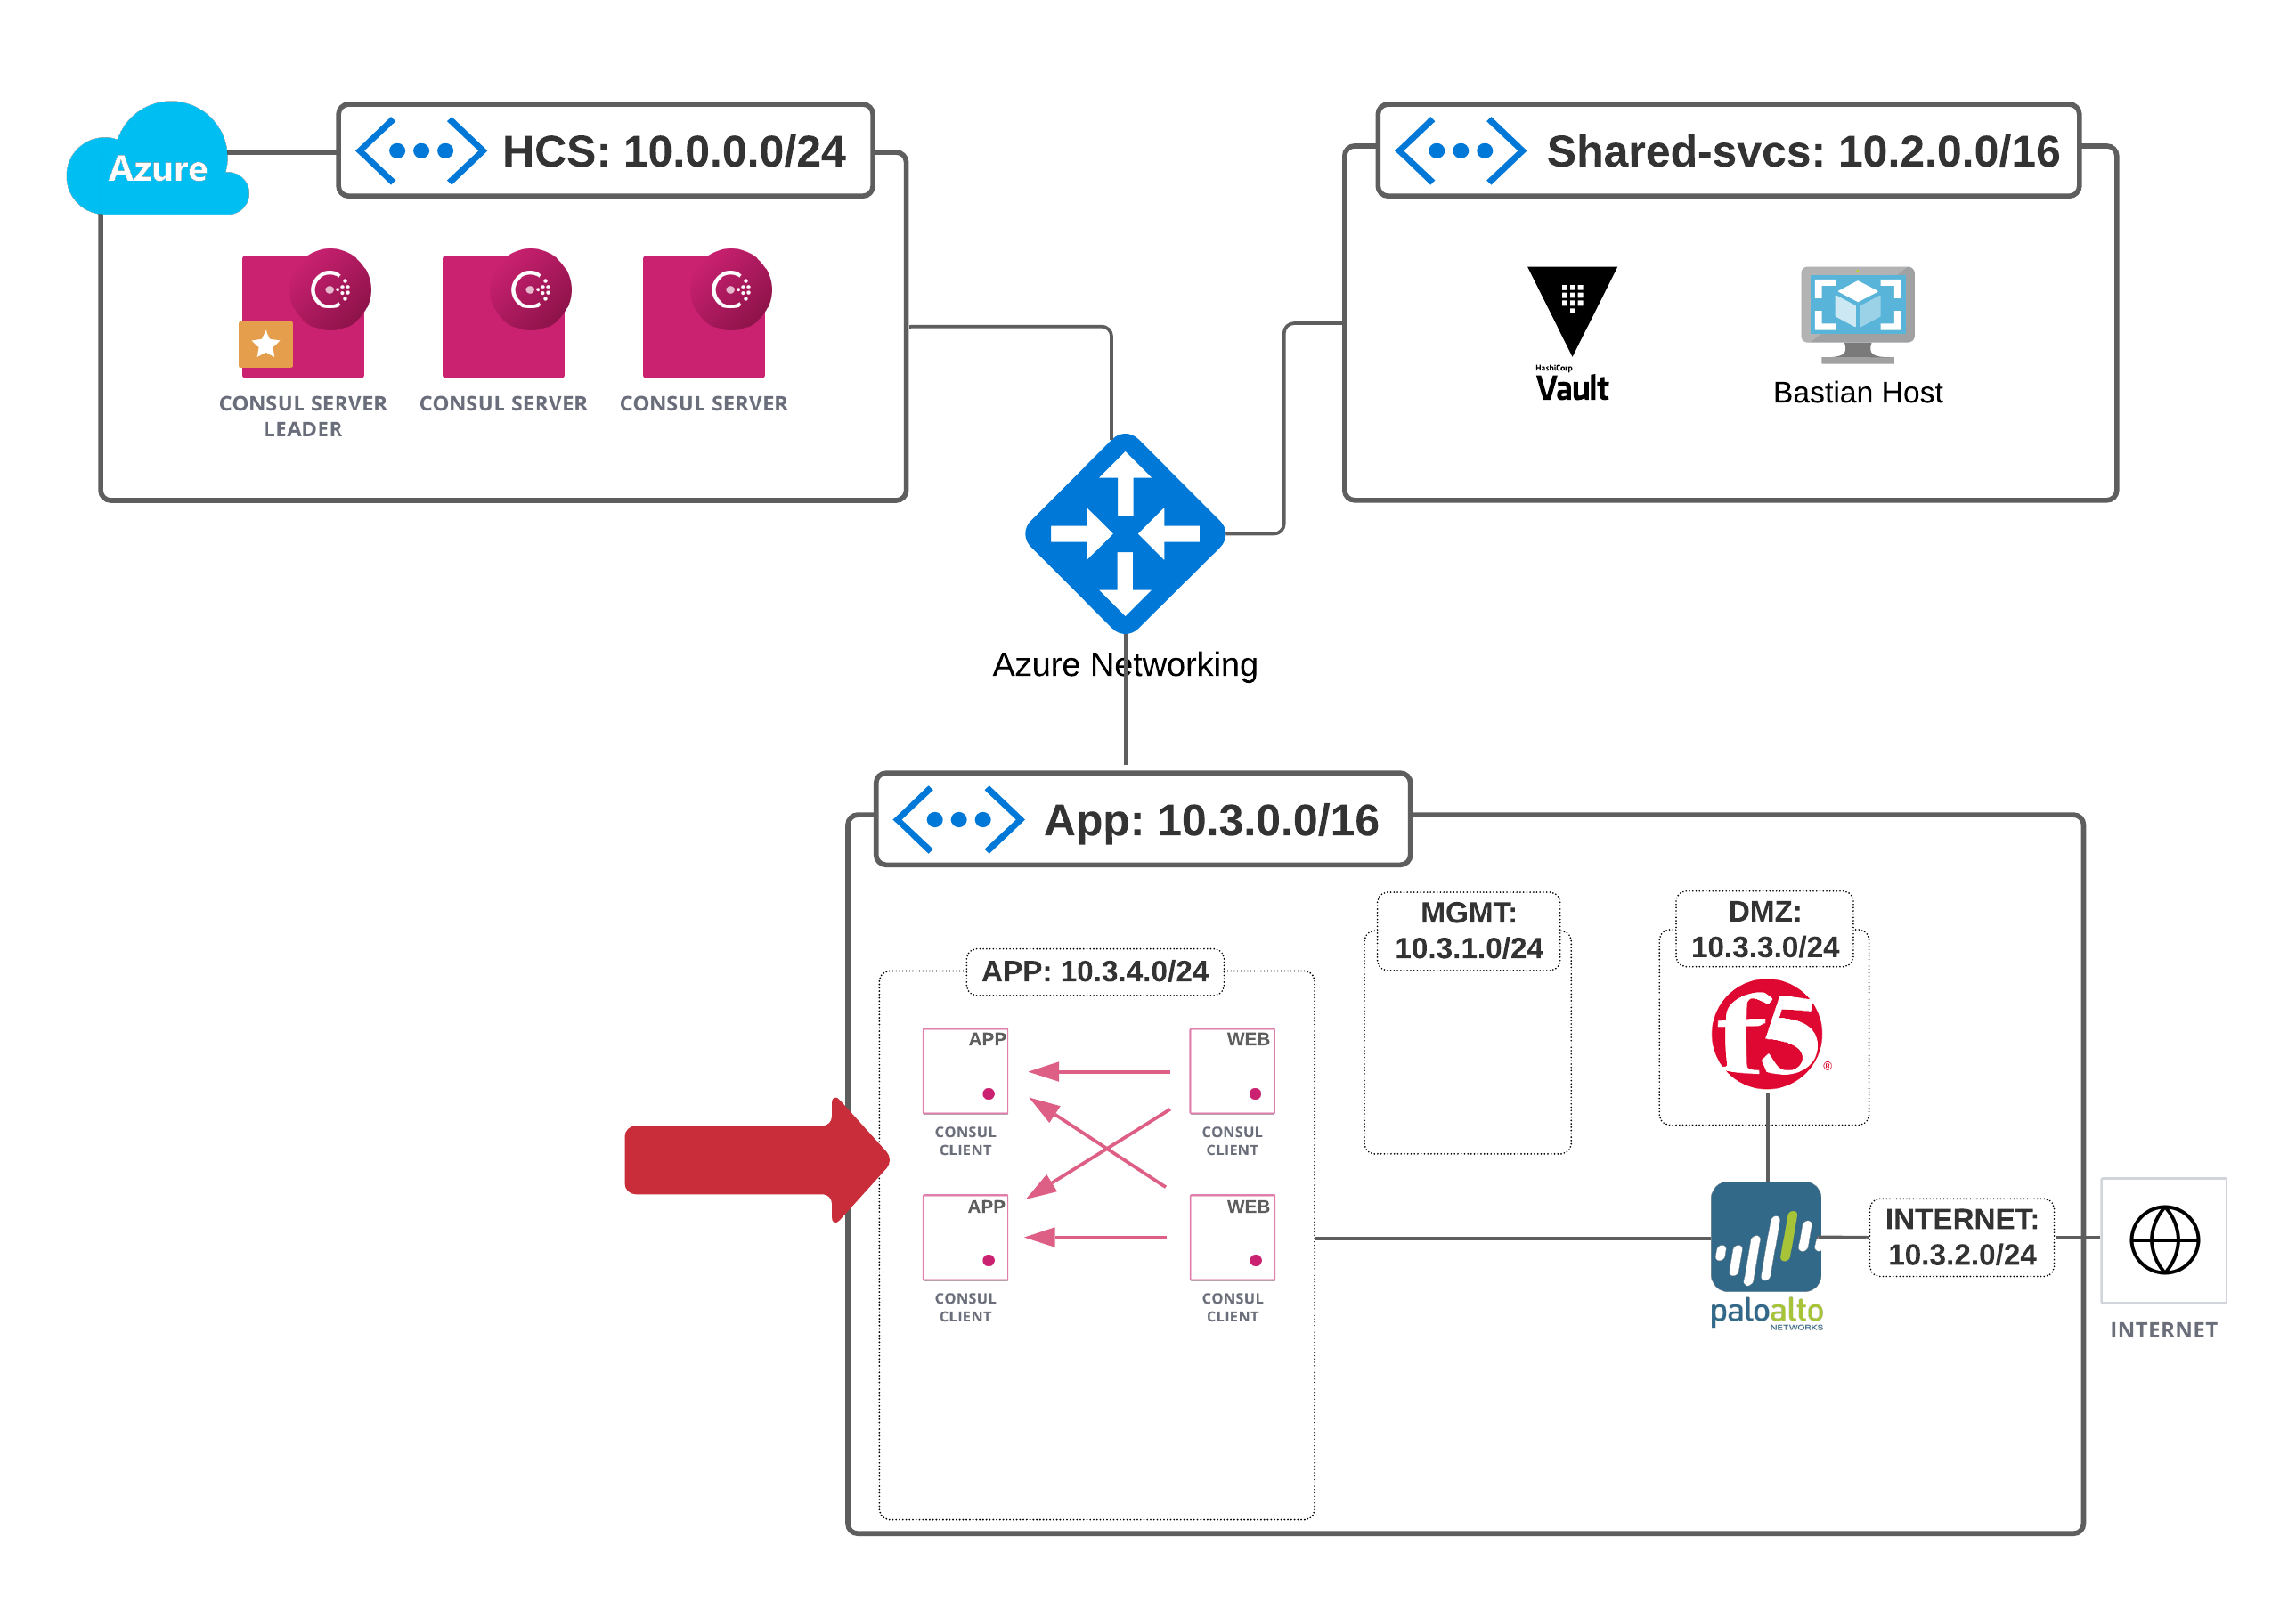 Azure
HCS: 10.0.0.0/24
CONSUL SERVER
LEADER
CONSUL SERVER
CONSUL SERVER
Shared-svcs: 10.2.0.0/16
HashiCorp
Vault
Bastian Host
Azure Networking
App: 10.3.0.0/16
APP: 10.3.4.0/24
APP
CONSUL
CLIENT
WEB
CONSUL
CLIENT
APP
CONSUL
CLIENT
WEB
CONSUL
CLIENT
MGMT:
10.3.1.0/24
DMZ:
10.3.3.0/24
f5®
paloalto
NETWORKS
INTERNET:
10.3.2.0/24
INTERNET